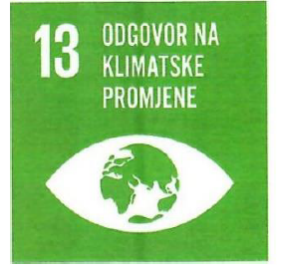 13 ODGOVOR NA
KLIMATSKE
PROMJENE